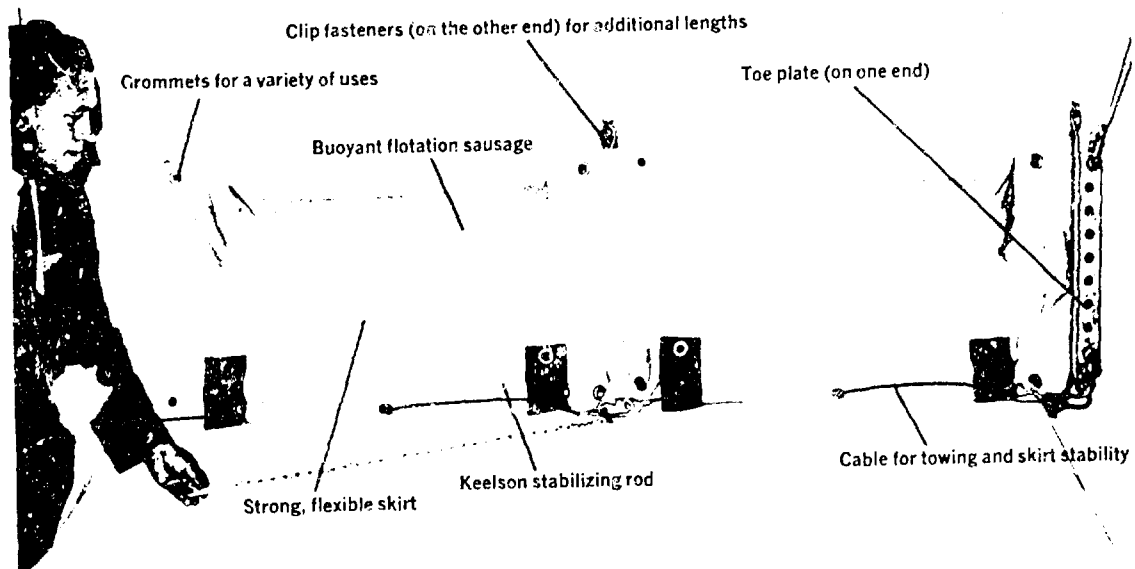 Clip fasteners (on the other end) for additional lengths
Grommets for a variety of uses
Toe plate (on one end)
Buoyant flotation sausage
Cable for towing and skirt stability
Keelson stabilizing rod
Strong, flexible skirt